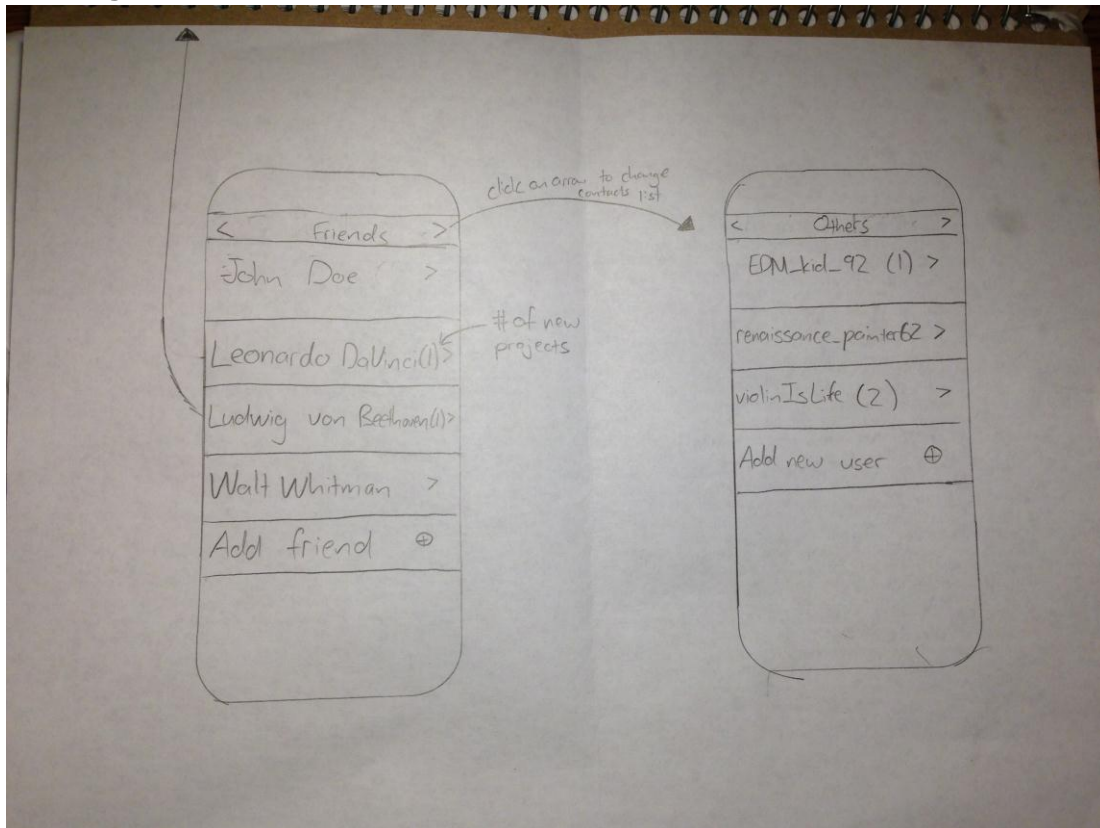 < Friends >
John Doe >
Leonardo DaVinci(1)>
Ludwig von Beethoven(1)>
Walt Whitman >
Add friend ⊕
click on arrow to change
contacts list
# of new
projects
< Others >
EDM_kid_92 (1) >
renaissance_painter62 >
violinIsLife (2) >
Add new user ⊕